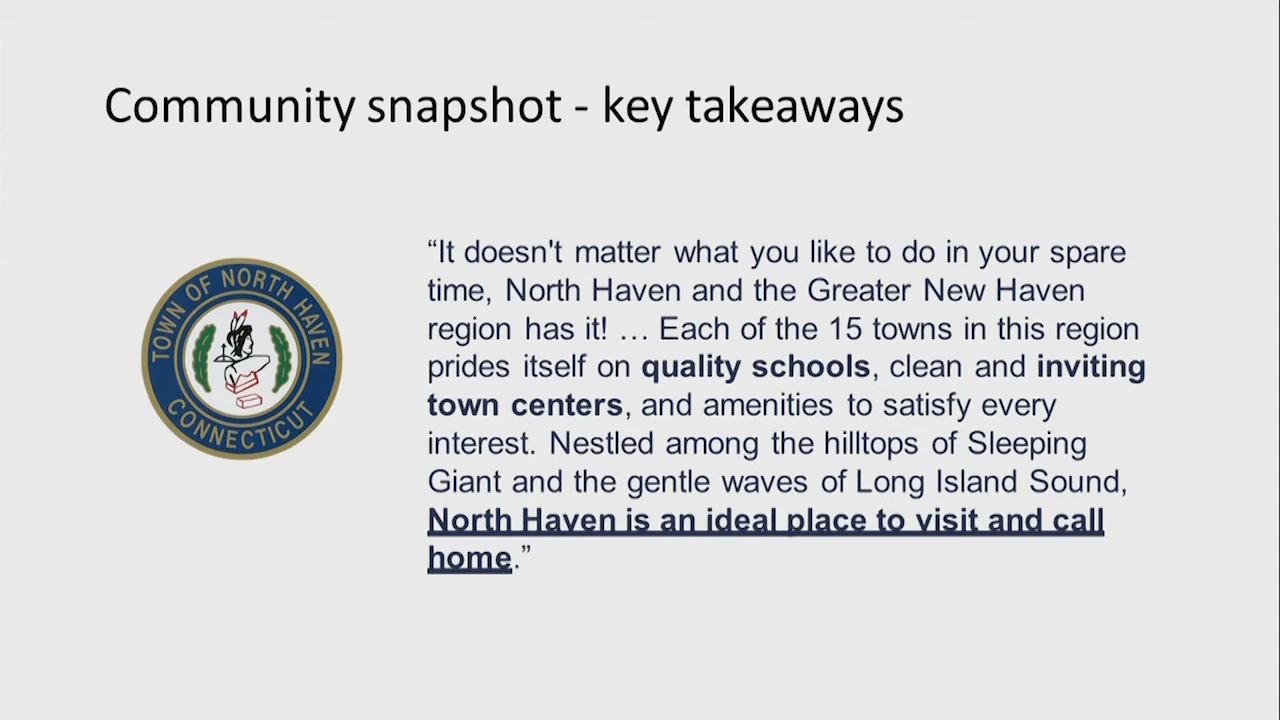 Community snapshot - key takeaways
TOWN OF NORTH HAVEN
CONNECTICUT
“It doesn't matter what you like to do in your spare
time, North Haven and the Greater New Haven
region has it! … Each of the 15 towns in this region
prides itself on quality schools, clean and inviting
town centers, and amenities to satisfy every
interest. Nestled among the hilltops of Sleeping
Giant and the gentle waves of Long Island Sound,
North Haven is an ideal place to visit and call
home.”